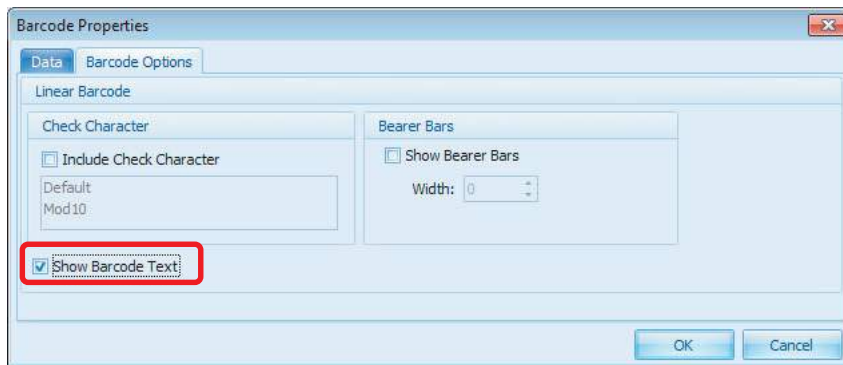 Barcode Properties
Data Barcode Options
Linear Barcode
Check Character
Include Check Character
Default
Mod10
Bearer Bars
Show Bearer Bars
Width: 0
Show Barcode Text
OK Cancel